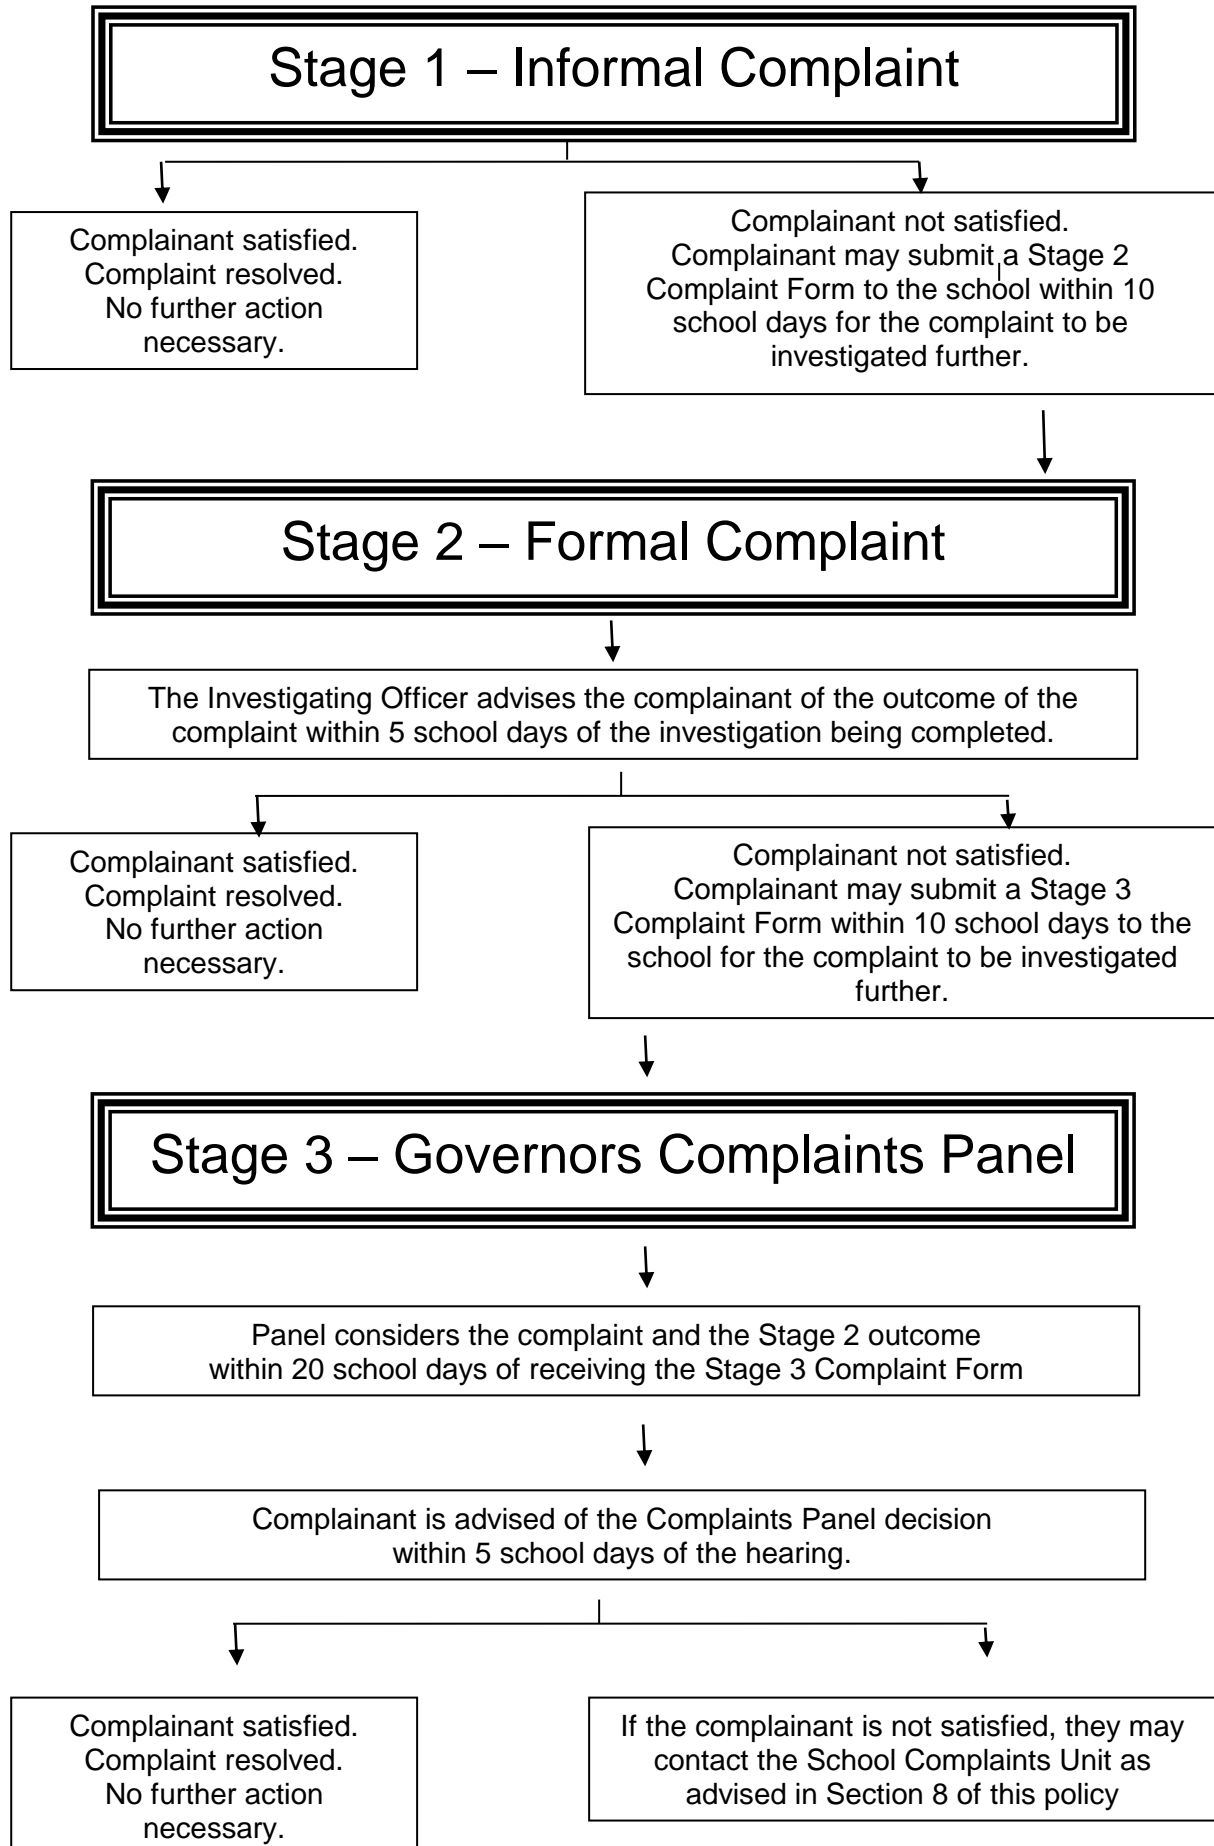 Stage 1 – Informal Complaint
Complainant satisfied.
Complaint resolved.
No further action
necessary.
Complainant not satisfied.
Complainant may submit a Stage 2
Complaint Form to the school within 10
school days for the complaint to be
investigated further.
Stage 2 – Formal Complaint
The Investigating Officer advises the complainant of the outcome of the
complaint within 5 school days of the investigation being completed.
Complainant satisfied.
Complaint resolved.
No further action
necessary.
Complainant not satisfied.
Complainant may submit a Stage 3
Complaint Form within 10 school days to the
school for the complaint to be investigated
further.
Stage 3 – Governors Complaints Panel
Panel considers the complaint and the Stage 2 outcome
within 20 school days of receiving the Stage 3 Complaint Form
Complainant is advised of the Complaints Panel decision
within 5 school days of the hearing.
Complainant satisfied.
Complaint resolved.
No further action
necessary.
If the complainant is not satisfied, they may
contact the School Complaints Unit as
advised in Section 8 of this policy